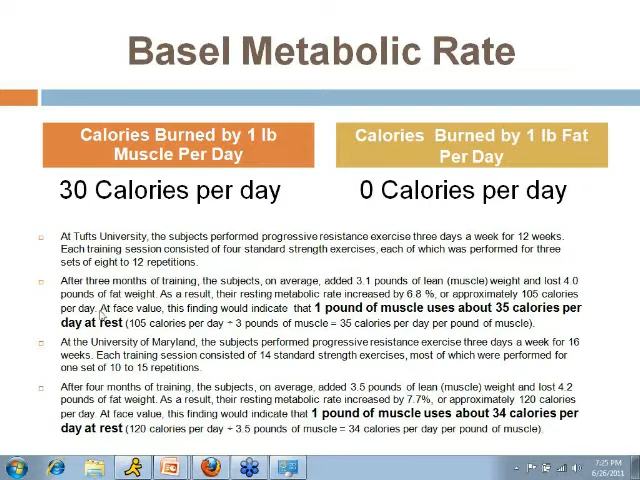 Basel Metabolic Rate
Calories Burned by 1 lb
Muscle Per Day
Calories Burned by 1 lb Fat
Per Day
30 Calories per day
0 Calories per day
At Tufts University, the subjects performed progressive resistance exercise three days a week for 12 weeks.
Each training session consisted of four standard strength exercises, each of which was performed for three
sets of eight to 12 repetitions.
After three months of training, the subjects, on average, added 3.1 pounds of lean (muscle) weight and lost 4.0
pounds of fat weight. As a result, their resting metabolic rate increased by 6.8 %, or approximately 105 calories
per day. At face value, this finding would indicate that 1 pound of muscle uses about 35 calories per
day at rest (105 calories per day ÷ 3 pounds of muscle = 35 calories per day per pound of muscle).
At the University of Maryland, the subjects performed progressive resistance exercise three days a week for 16
weeks. Each training session consisted of 14 standard strength exercises, most of which were performed for
one set of 10 to 15 repetitions.
After four months of training, the subjects, on average, added 3.5 pounds of lean (muscle) weight and lost 4.2
pounds of fat weight. As a result, their resting metabolic rate increased by 7.7%, or approximately 120 calories
per day. At face value, this finding would indicate that 1 pound of muscle uses about 34 calories per
day at rest (120 calories per day ÷ 3.5 pounds of muscle = 34 calories per day per pound of muscle).
7:25 PM
6/26/2011